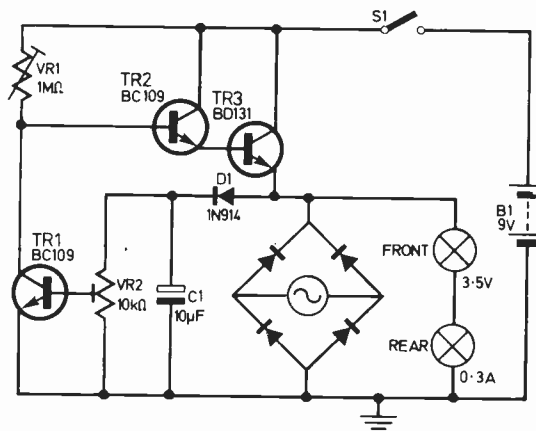 S1
VR1
1MΩ
TR2
BC109
TR3
BD131
D1
1N914
B1
9V
FRONT
3.5V
TR1
BC109
VR2
10kΩ
C1
10μF
REAR
0.3A